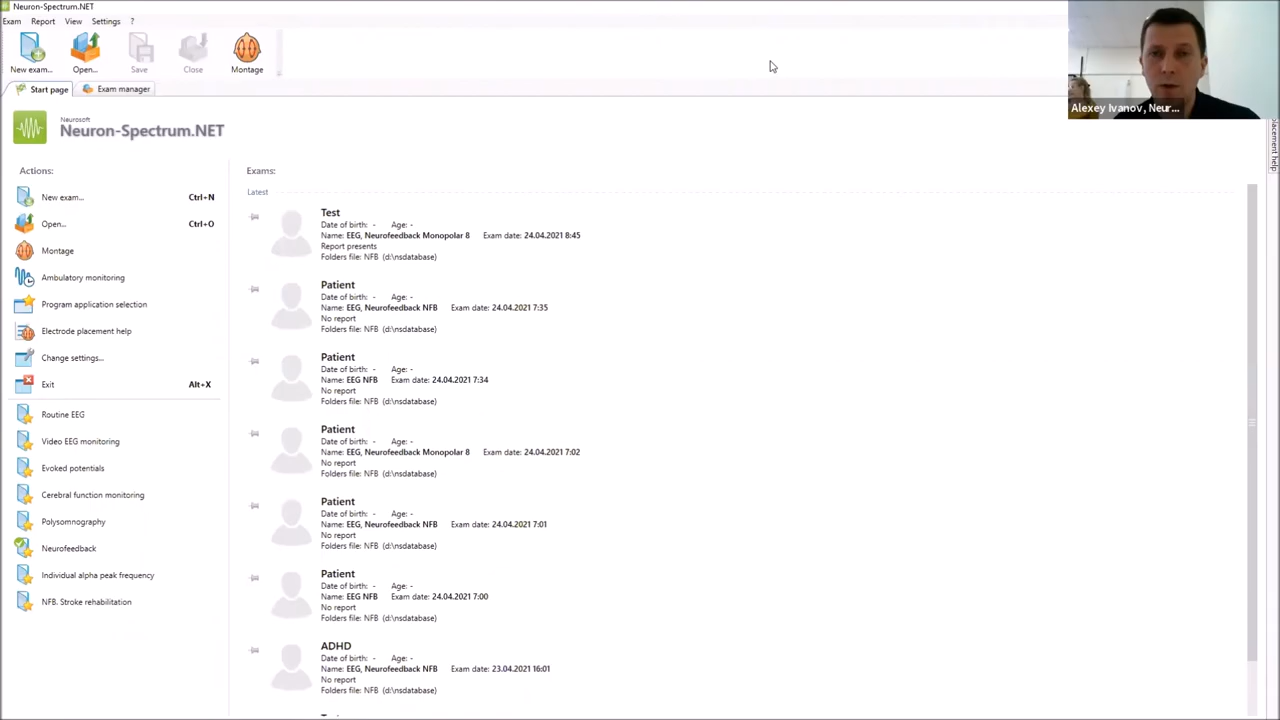 Neuron-Spectrum.NET
Exam Report View Settings ?
New exam... Open... Save Close Montage
Start page Exam manager
Neurosoft
Neuron-Spectrum.NET
Actions:
New exam... Ctrl+N
Open... Ctrl+O
Montage
Ambulatory monitoring
Program application selection
Electrode placement help
Change settings...
Exit Alt+X
Routine EEG
Video EEG monitoring
Evoked potentials
Cerebral function monitoring
Polysomnography
Neurofeedback
Individual alpha peak frequency
NFB. Stroke rehabilitation
Exams:
Latest
Test
Date of birth: - Age: -
Name: EEG, Neurofeedback Monopolar 8 Exam date: 24.04.2021 8:45
Report presents
Folders file: NFB (d:\nsdatabase)
Patient
Date of birth: - Age: -
Name: EEG, Neurofeedback NFB Exam date: 24.04.2021 7:35
No report
Folders file: NFB (d:\nsdatabase)
Patient
Date of birth: - Age: -
Name: EEG NFB Exam date: 24.04.2021 7:34
No report
Folders file: NFB (d:\nsdatabase)
Patient
Date of birth: - Age: -
Name: EEG, Neurofeedback Monopolar 8 Exam date: 24.04.2021 7:02
No report
Folders file: NFB (d:\nsdatabase)
Patient
Date of birth: - Age: -
Name: EEG, Neurofeedback NFB Exam date: 24.04.2021 7:01
No report
Folders file: NFB (d:\nsdatabase)
Patient
Date of birth: - Age: -
Name: EEG NFB Exam date: 24.04.2021 7:00
No report
Folders file: NFB (d:\nsdatabase)
ADHD
Date of birth: - Age: -
Name: EEG, Neurofeedback NFB Exam date: 23.04.2021 16:01
No report
Folders file: NFB (d:\nsdatabase)
Alexey Ivanov, Neur...
lacement help